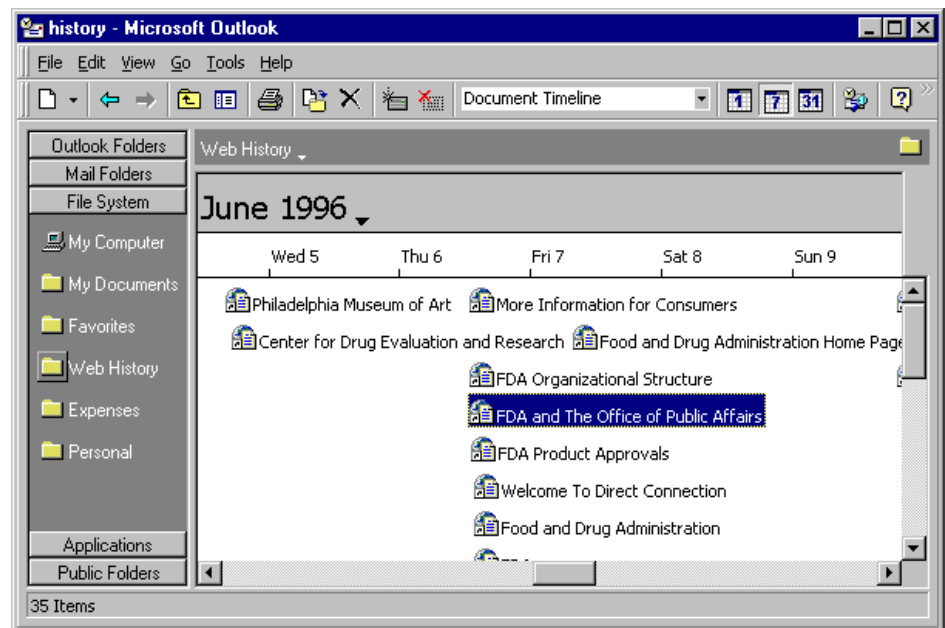 history - Microsoft Outlook
File Edit View Go Tools Help
Document Timeline 1 7 31
Outlook Folders
Mail Folders
File System
My Computer
My Documents
Favorites
Web History
Expenses
Personal
Applications
Public Folders
Web History
June 1996
Wed 5 Thu 6 Fri 7 Sat 8 Sun 9
Philadelphia Museum of Art More Information for Consumers
Center for Drug Evaluation and Research Food and Drug Administration Home Page
FDA Organizational Structure
FDA and The Office of Public Affairs
FDA Product Approvals
Welcome To Direct Connection
Food and Drug Administration
35 Items